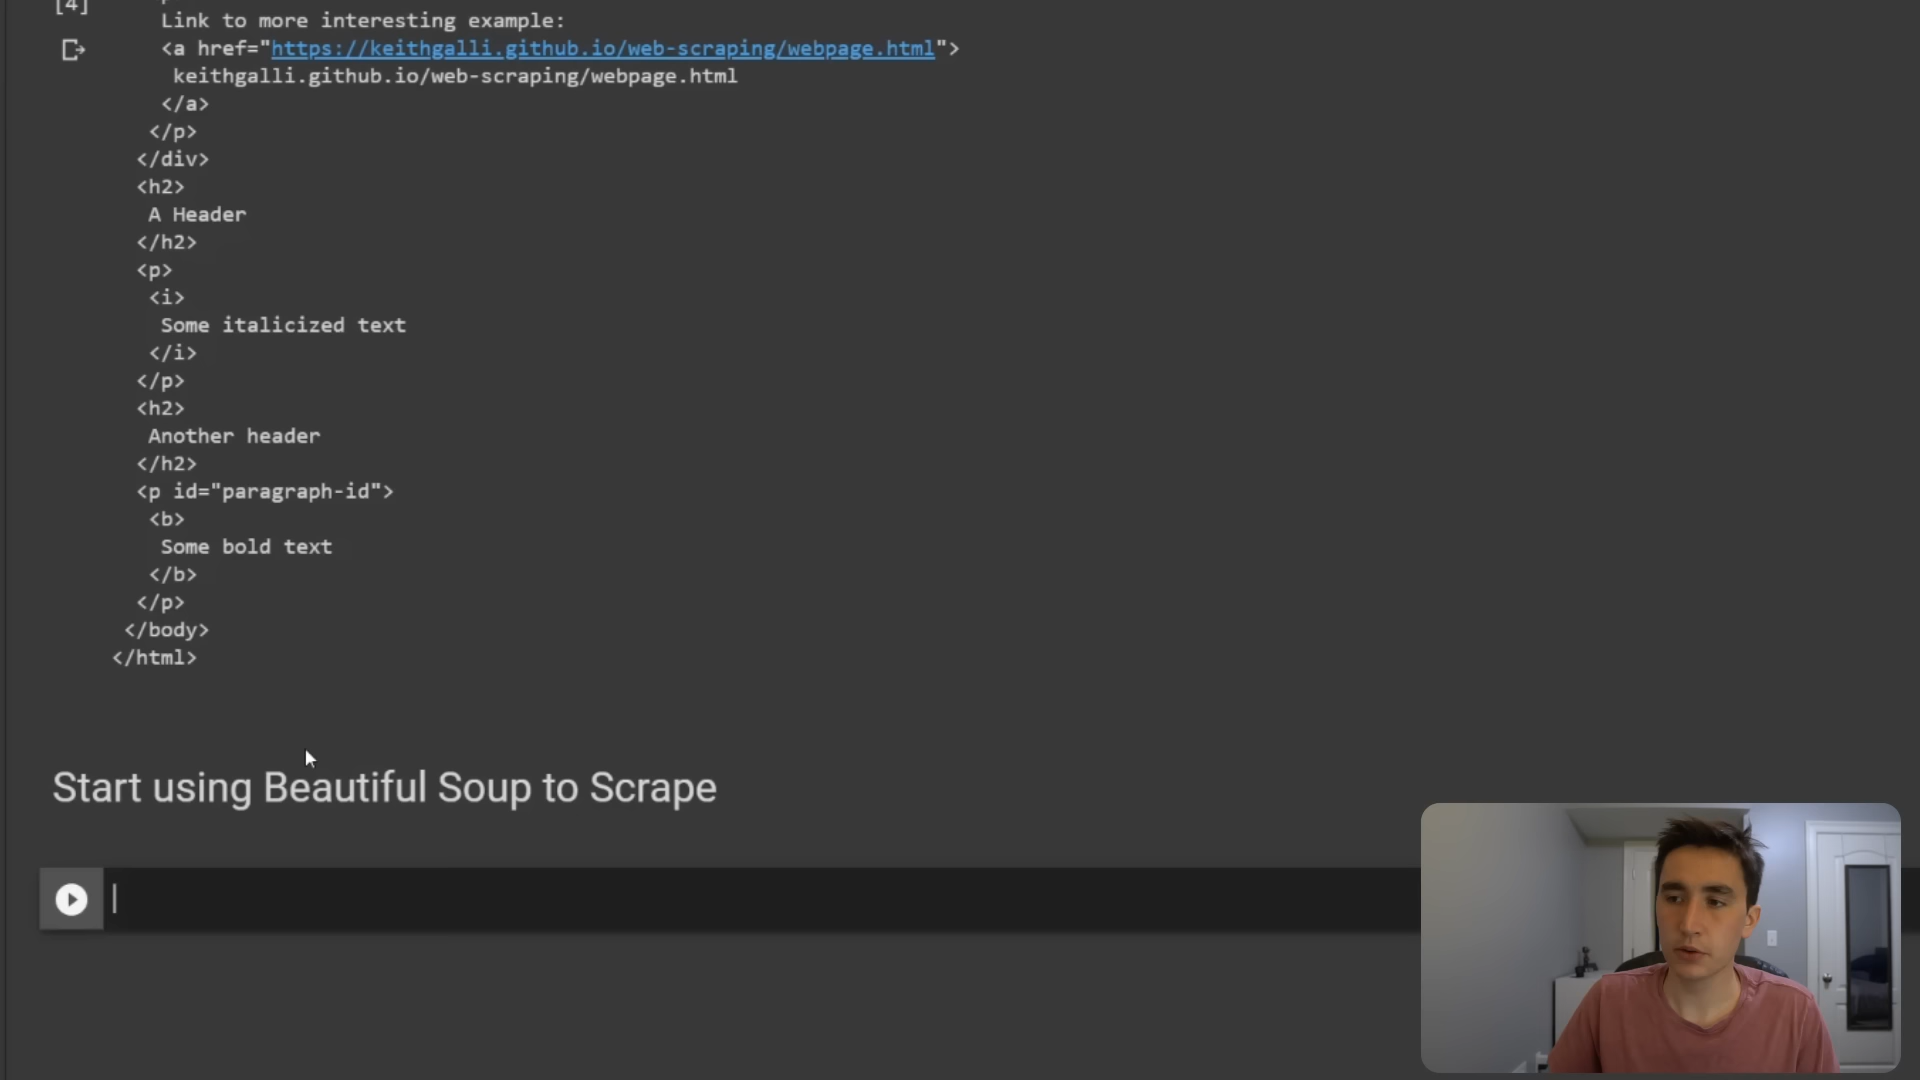 [4]
Link to more interesting example:
<a href="https://keithgalli.github.io/web-scraping/webpage.html">
keithgalli.github.io/web-scraping/webpage.html
</a>
</p>
</div>
<h2>
A Header
</h2>
<p>
<i>
Some italicized text
</i>
</p>
<h2>
Another header
</h2>
<p id="paragraph-id">
<b>
Some bold text
</b>
</p>
</body>
</html>
Start using Beautiful Soup to Scrape